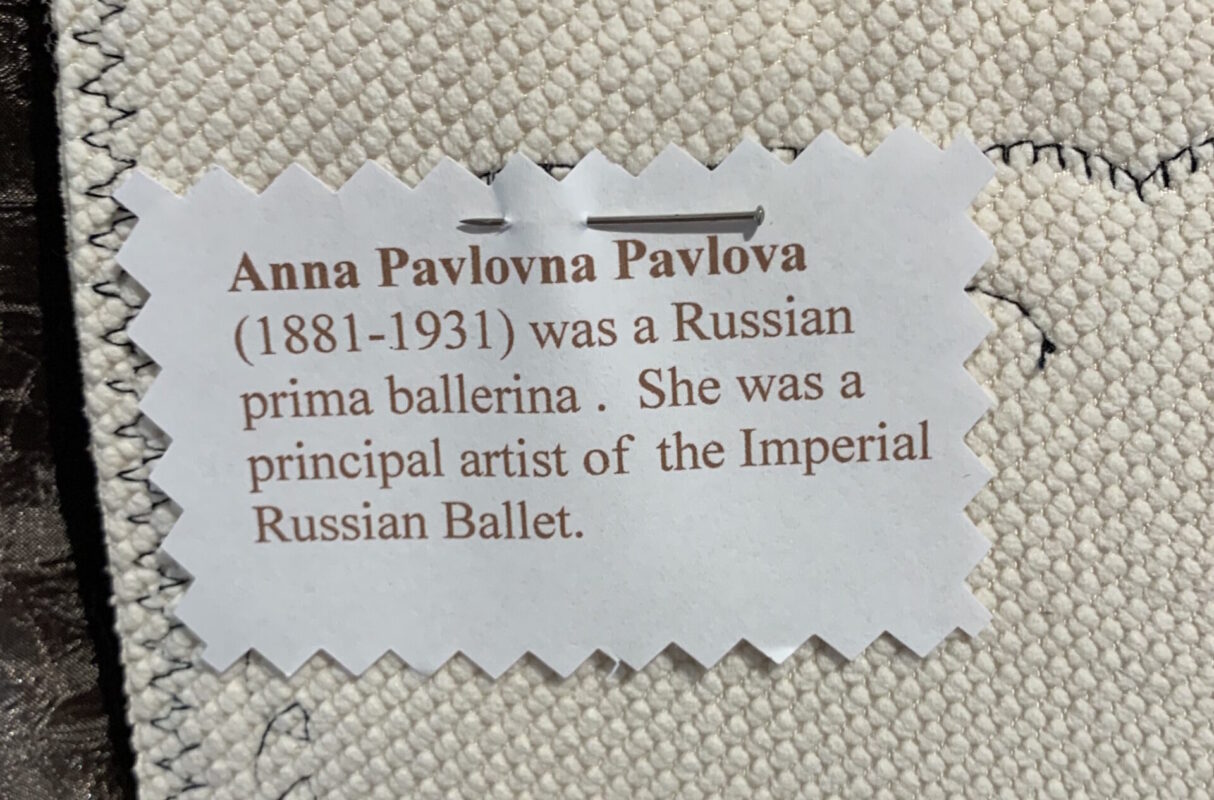 Anna Pavlovna Pavlova
(1881-1931) was a Russian
prima ballerina .  She was a
principal artist of  the Imperial
Russian Ballet.